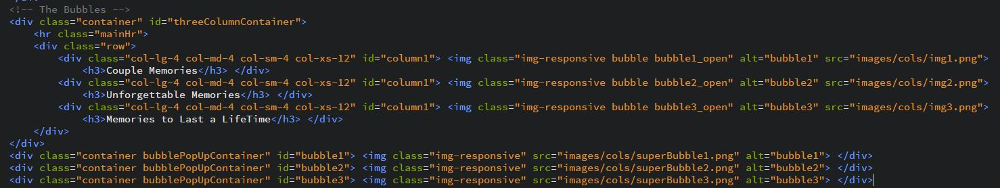 <!-- The Bubbles -->
<div class="container" id="threeColumnContainer">
    <hr class="mainHr">
    <div class="row">
        <div class="col-lg-4 col-md-4 col-sm-4 col-xs-12" id="column1"> <img class="img-responsive bubble bubble1_open" alt="bubble1" src="images/cols/img1.png">
            <h3>Couple Memories</h3> </div>
        <div class="col-lg-4 col-md-4 col-sm-4 col-xs-12" id="column1"> <img class="img-responsive bubble bubble2_open" alt="bubble2" src="images/cols/img2.png">
            <h3>Unforgettable Memories</h3> </div>
        <div class="col-lg-4 col-md-4 col-sm-4 col-xs-12" id="column1"> <img class="img-responsive bubble bubble3_open" alt="bubble3" src="images/cols/img3.png">
            <h3>Memories to Last a LifeTime</h3> </div>
    </div>
</div>
<div class="container bubblePopUpContainer" id="bubble1"> <img class="img-responsive" src="images/cols/superBubble1.png" alt="bubble1"> </div>
<div class="container bubblePopUpContainer" id="bubble2"> <img class="img-responsive" src="images/cols/superBubble2.png" alt="bubble2"> </div>
<div class="container bubblePopUpContainer" id="bubble3"> <img class="img-responsive" src="images/cols/superBubble3.png" alt="bubble3"> </div>